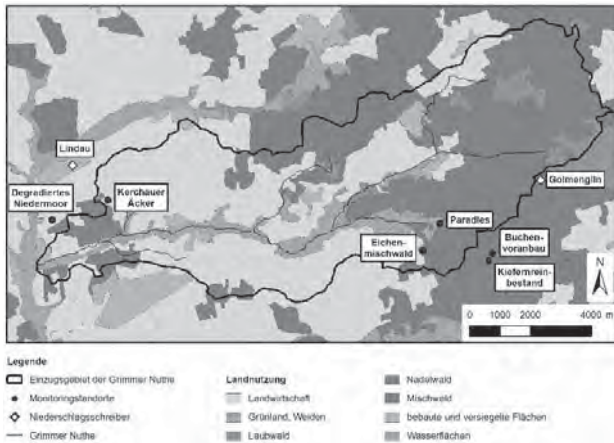 Lindau
Degradiertes
Niedermoor
Kerchauer
Äcker
Golmenglin
Paradies
Eichen-
mischwald
Buchen-
voranbau
Kiefernrein-
bestand
N
0 1000 2000 4000 m
Legende
Einzugsgebiet der Grimmer Nuthe
Monitoringstandorte
Niederschlagsschreiber
Grimmer Nuthe
Landnutzung
Landwirtschaft
Grünland, Weiden
Laubwald
Nadelwald
Mischwald
bebaute und versiegelte Flächen
Wasserflächen